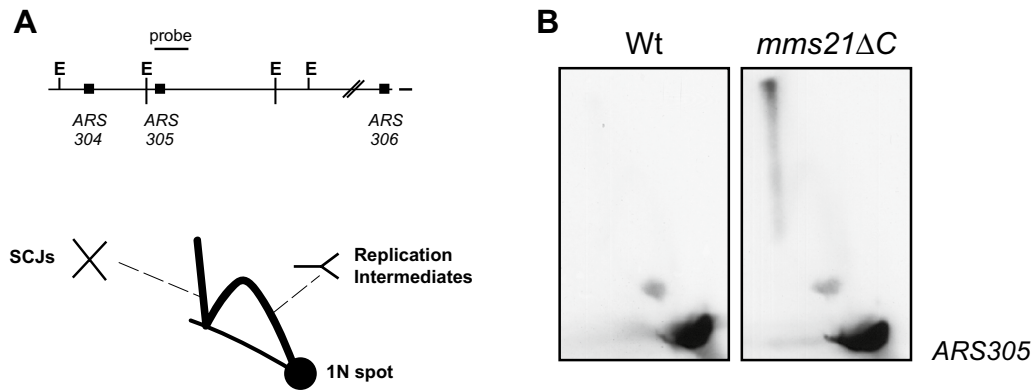 A
probe
E E E E
ARS
304
ARS
305
ARS
306
SCJs
Replication
Intermediates
1N spot
B
Wt
mms21ΔC
ARS305